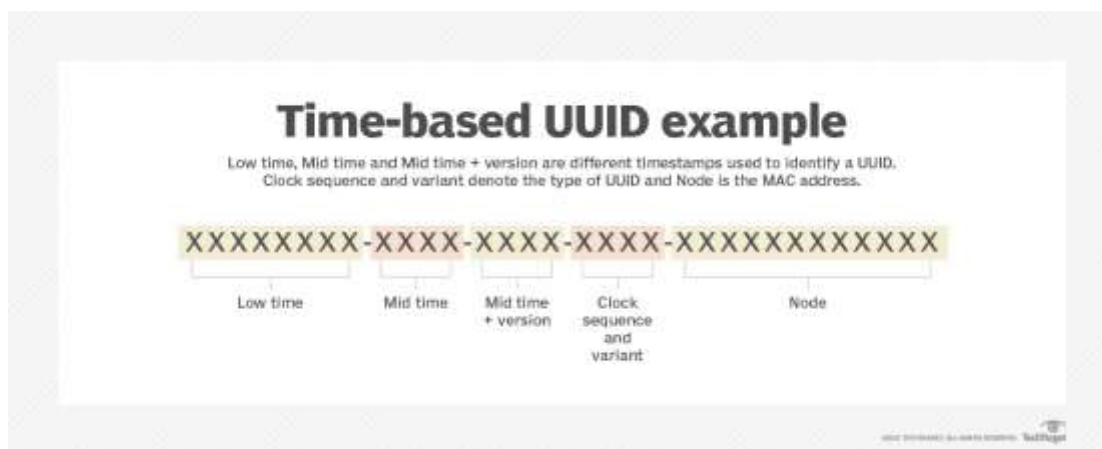 Time-based UUID example
Low time, Mid time and Mid time + version are different timestamps used to identify a UUID.
Clock sequence and variant denote the type of UUID and Node is the MAC address.
XXXXXXXX-XXXX-XXXX-XXXX-XXXXXXXXXXXX
Low time
Mid time
Mid time
+ version
Clock
sequence
and
variant
Node
TechTarget